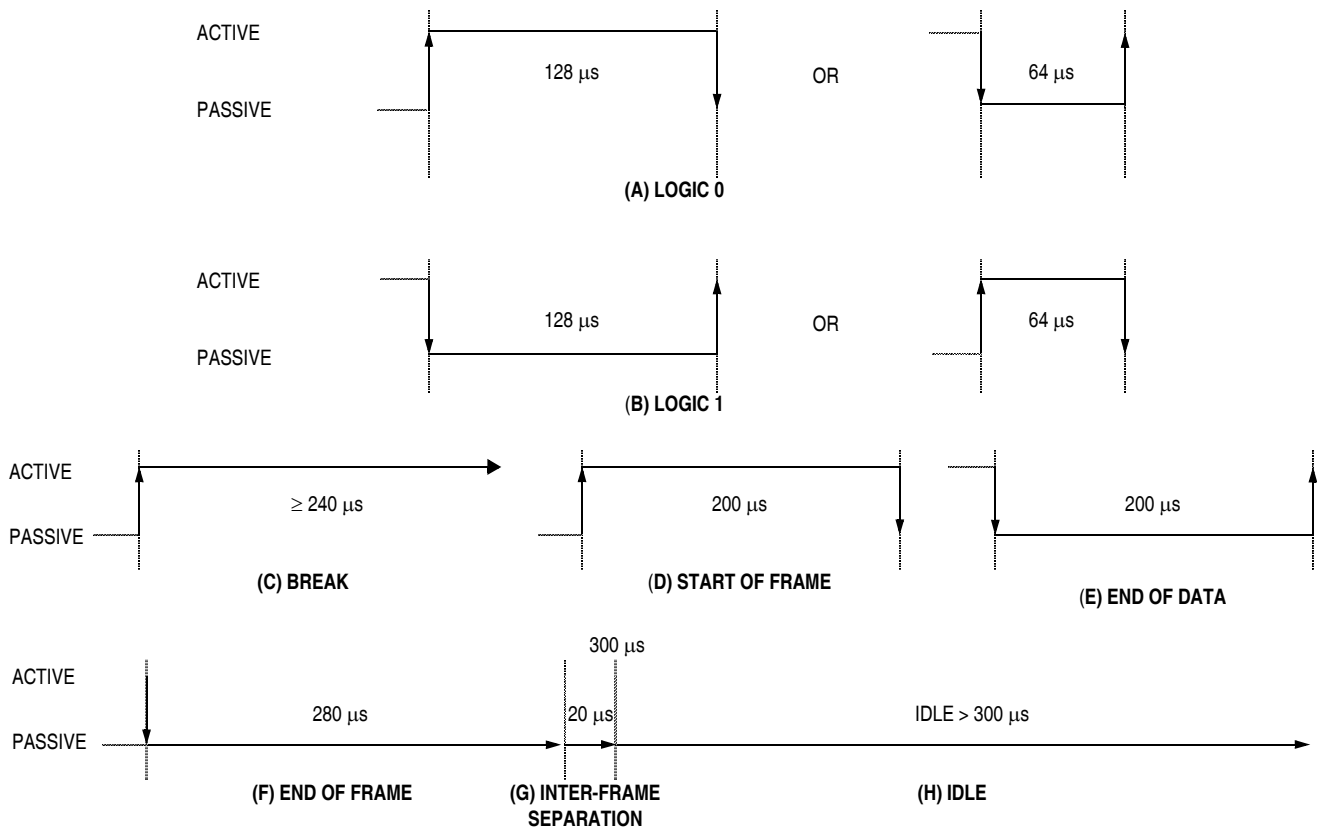 ACTIVE
128 μs
OR
64 μs
PASSIVE
(A) LOGIC 0
ACTIVE
128 μs
OR
64 μs
PASSIVE
(B) LOGIC 1
ACTIVE
≥ 240 μs
200 μs
200 μs
PASSIVE
(C) BREAK
(D) START OF FRAME
(E) END OF DATA
300 μs
ACTIVE
280 μs
20 μs
IDLE > 300 μs
PASSIVE
(F) END OF FRAME
(G) INTER-FRAME
SEPARATION
(H) IDLE